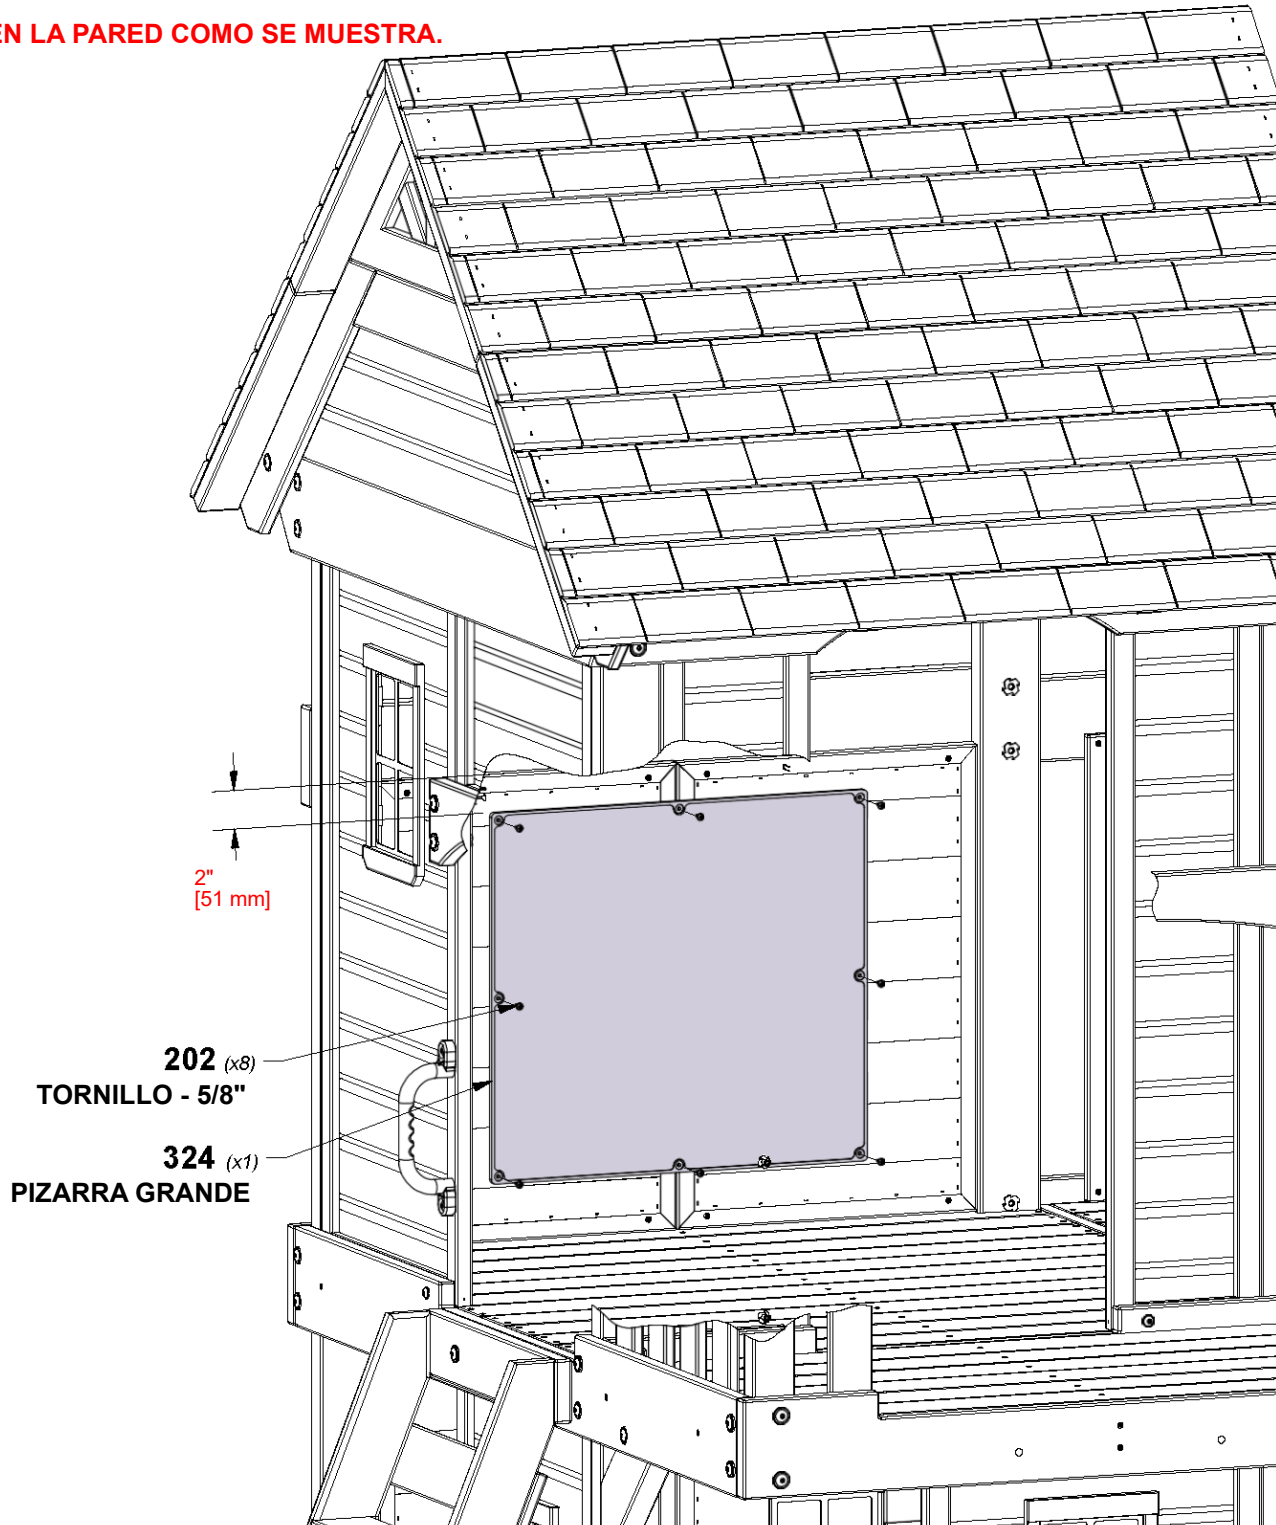 EN LA PARED COMO SE MUESTRA.
2"
[51 mm]
202 (x8)
TORNILLO - 5/8"
324 (x1)
PIZARRA GRANDE